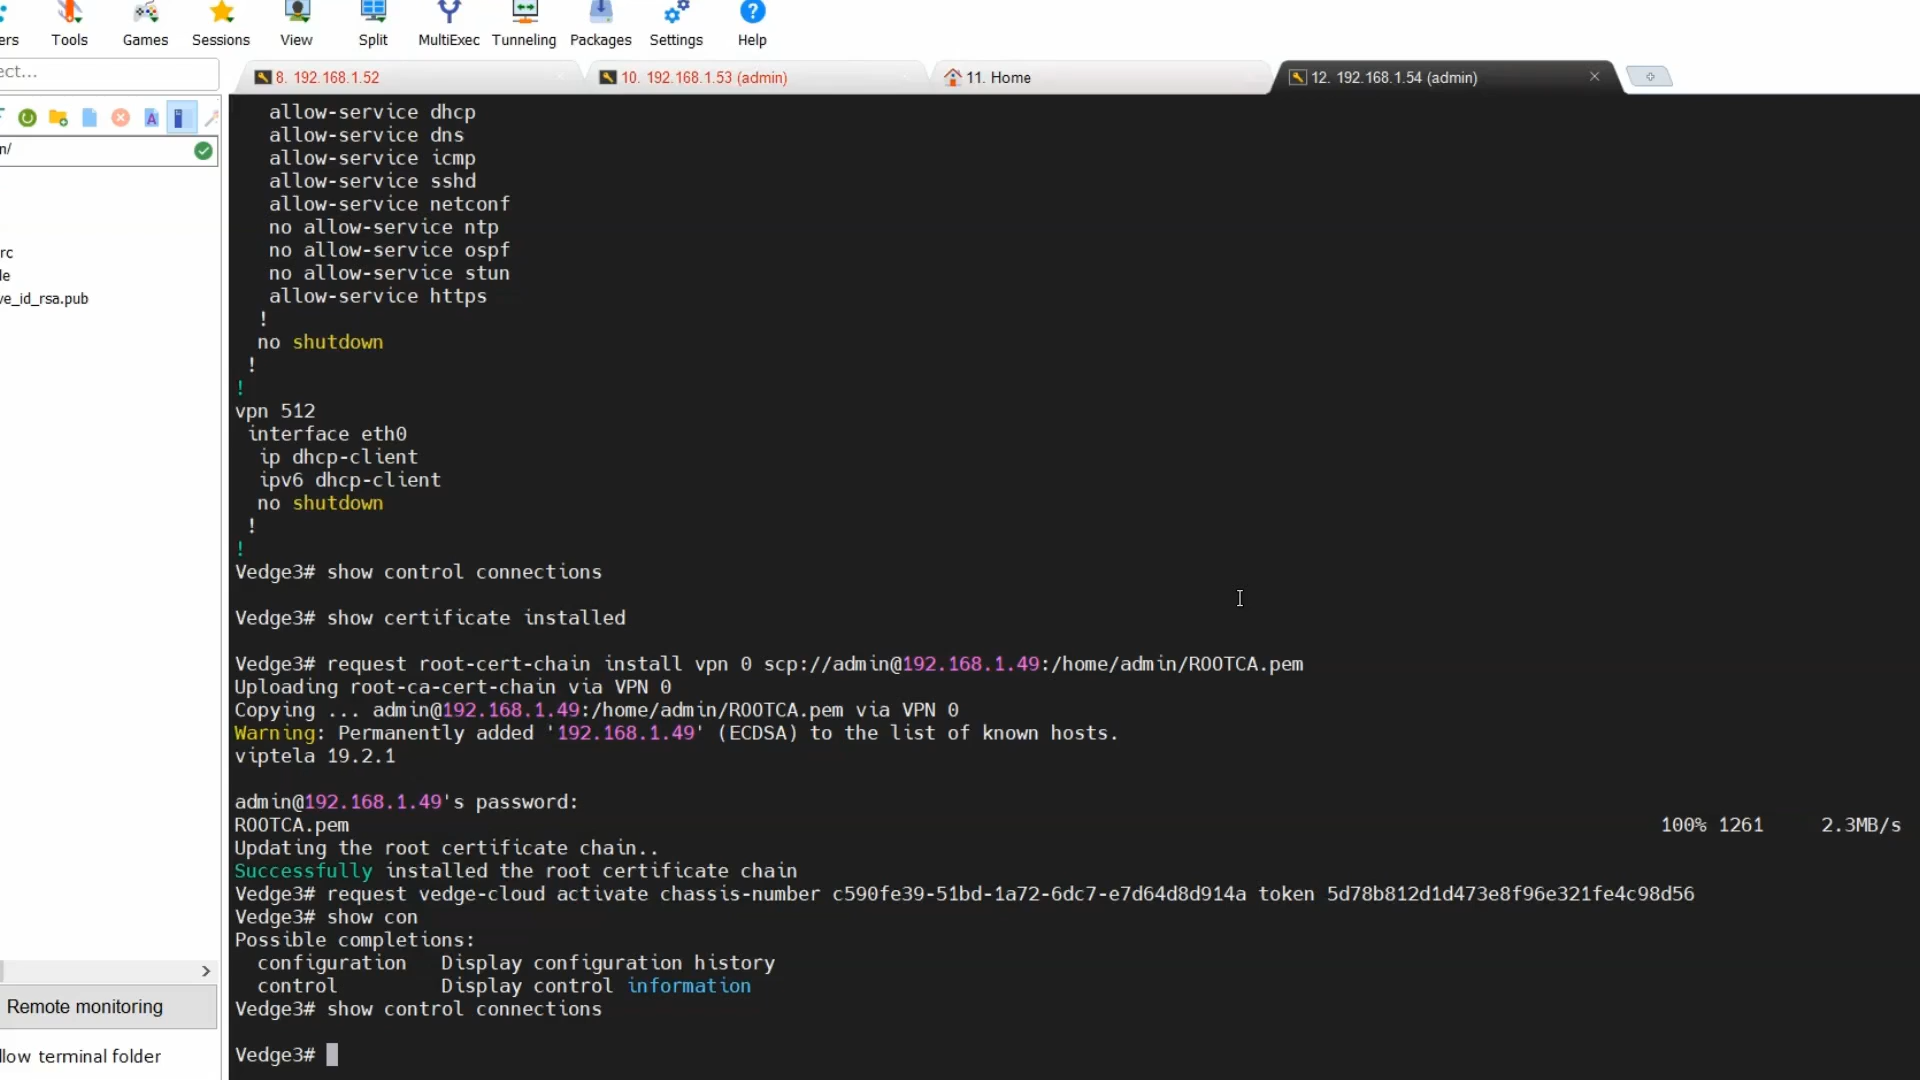 ers
Tools
Games
Sessions
View
Split
MultiExec
Tunneling
Packages
Settings
Help
ect...
8. 192.168.1.52
10. 192.168.1.53 (admin)
11. Home
12. 192.168.1.54 (admin)
n/
rc
le
ve_id_rsa.pub
allow-service dhcp
allow-service dns
allow-service icmp
allow-service sshd
allow-service netconf
no allow-service ntp
no allow-service ospf
no allow-service stun
allow-service https
!
no shutdown
!
!
vpn 512
interface eth0
ip dhcp-client
ipv6 dhcp-client
no shutdown
!
!
Vedge3# show control connections
Vedge3# show certificate installed
Vedge3# request root-cert-chain install vpn 0 scp://admin@192.168.1.49:/home/admin/ROOTCA.pem
Uploading root-ca-cert-chain via VPN 0
Copying ... admin@192.168.1.49:/home/admin/ROOTCA.pem via VPN 0
Warning: Permanently added '192.168.1.49' (ECDSA) to the list of known hosts.
viptela 19.2.1
admin@192.168.1.49's password:
ROOTCA.pem 100% 1261 2.3MB/s
Updating the root certificate chain..
Successfully installed the root certificate chain
Vedge3# request vedge-cloud activate chassis-number c590fe39-51bd-1a72-6dc7-e7d64d8d914a token 5d78b812d1d473e8f96e321fe4c98d56
Vedge3# show con
Possible completions:
configuration Display configuration history
control Display control information
Vedge3# show control connections
Vedge3#
Remote monitoring
llow terminal folder